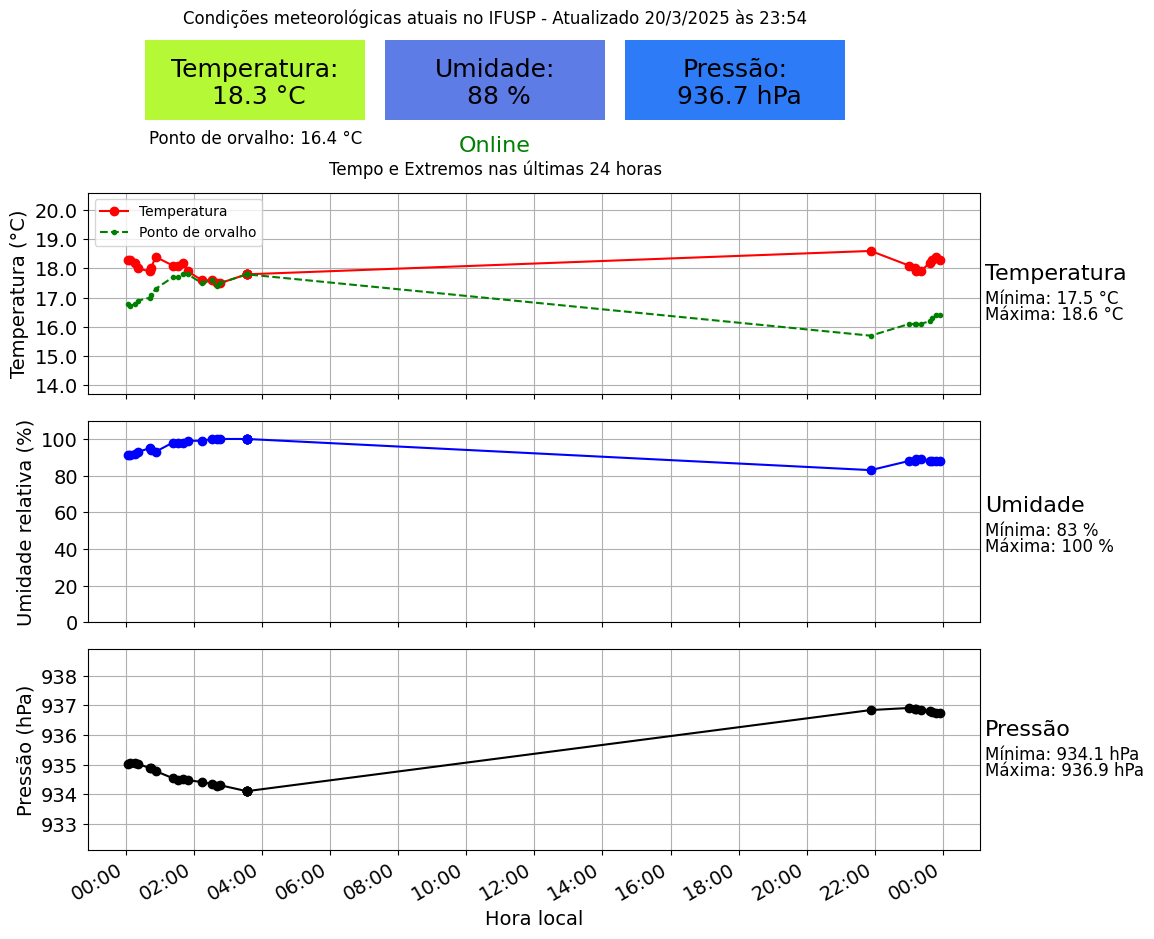 Condições meteorológicas atuais no IFUSP - Atualizado 20/3/2025 às 23:54
Temperatura:
18.3 °C
Umidade:
88 %
Pressão:
936.7 hPa
Ponto de orvalho: 16.4 °C
Online
Tempo e Extremos nas últimas 24 horas
Temperatura (°C)
20.0
19.0
18.0
17.0
16.0
15.0
14.0
Temperatura
Ponto de orvalho
Temperatura
Mínima: 17.5 °C
Máxima: 18.6 °C
Umidade relativa (%)
100
80
60
40
20
0
Umidade
Mínima: 83 %
Máxima: 100 %
Pressão (hPa)
938
937
936
935
934
933
Pressão
Mínima: 934.1 hPa
Máxima: 936.9 hPa
00:00 02:00 04:00 06:00 08:00 10:00 12:00 14:00 16:00 18:00 20:00 22:00 00:00
Hora local